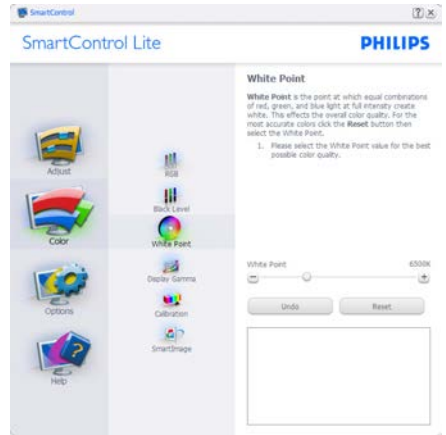 SmartControl
SmartControl Lite
PHILIPS
Adjust
Color
Options
Help
RGB
Black Level
White Point
Display Gamma
Calibration
SmartImage
White Point
White Point is the point at which equal combinations
of red, green, and blue light at full intensity create
white. This effects the overall color quality. For the
most accurate colors click the Reset button then
select the White Point.
1. Please select the White Point value for the best
possible color quality.
White Point 6500K
Undo Reset